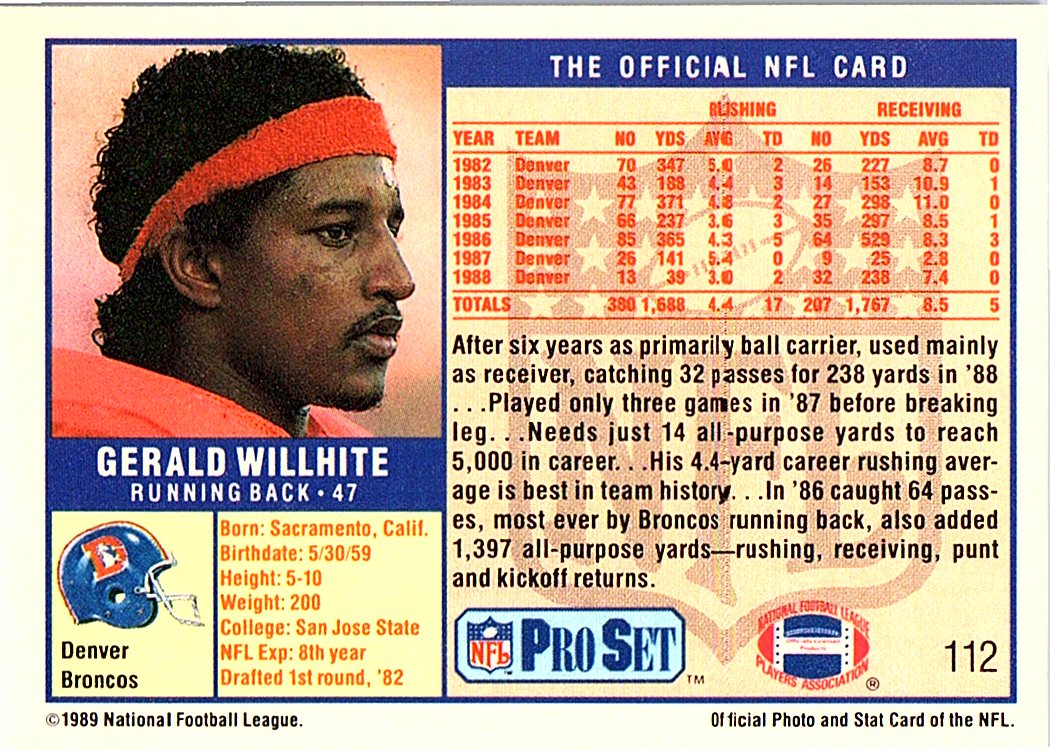 THE OFFICIAL NFL CARD
RUSHING RECEIVING
YEAR TEAM NO YDS AVG TD NO YDS AVG TD
1982 Denver 70 347 5.0 2 26 227 8.7 0
1983 Denver 43 188 4.4 3 14 153 10.9 1
1984 Denver 77 371 4.8 2 27 298 11.0 0
1985 Denver 66 237 3.6 3 35 297 8.5 1
1986 Denver 85 365 4.3 5 64 529 8.3 3
1987 Denver 26 141 5.4 0 9 25 2.8 0
1988 Denver 13 39 3.0 2 32 238 7.4 0
TOTALS 380 1,688 4.4 17 207 1,767 8.5 5
After six years as primarily ball carrier, used mainly
as receiver, catching 32 passes for 238 yards in '88
...Played only three games in '87 before breaking
leg...Needs just 14 all-purpose yards to reach
5,000 in career...His 4.4-yard career rushing aver-
age is best in team history...In '86 caught 64 pass-
es, most ever by Broncos running back, also added
1,397 all-purpose yards—rushing, receiving, punt
and kickoff returns.
GERALD WILLHITE
RUNNING BACK • 47
D
Denver
Broncos
Born: Sacramento, Calif.
Birthdate: 5/30/59
Height: 5-10
Weight: 200
College: San Jose State
NFL Exp: 8th year
Drafted 1st round, '82
NFL PRO SET ™
NATIONAL FOOTBALL LEAGUE
Officially Licensed
Products
PLAYERS ASSOCIATION ®
112
©1989 National Football League.
Official Photo and Stat Card of the NFL.